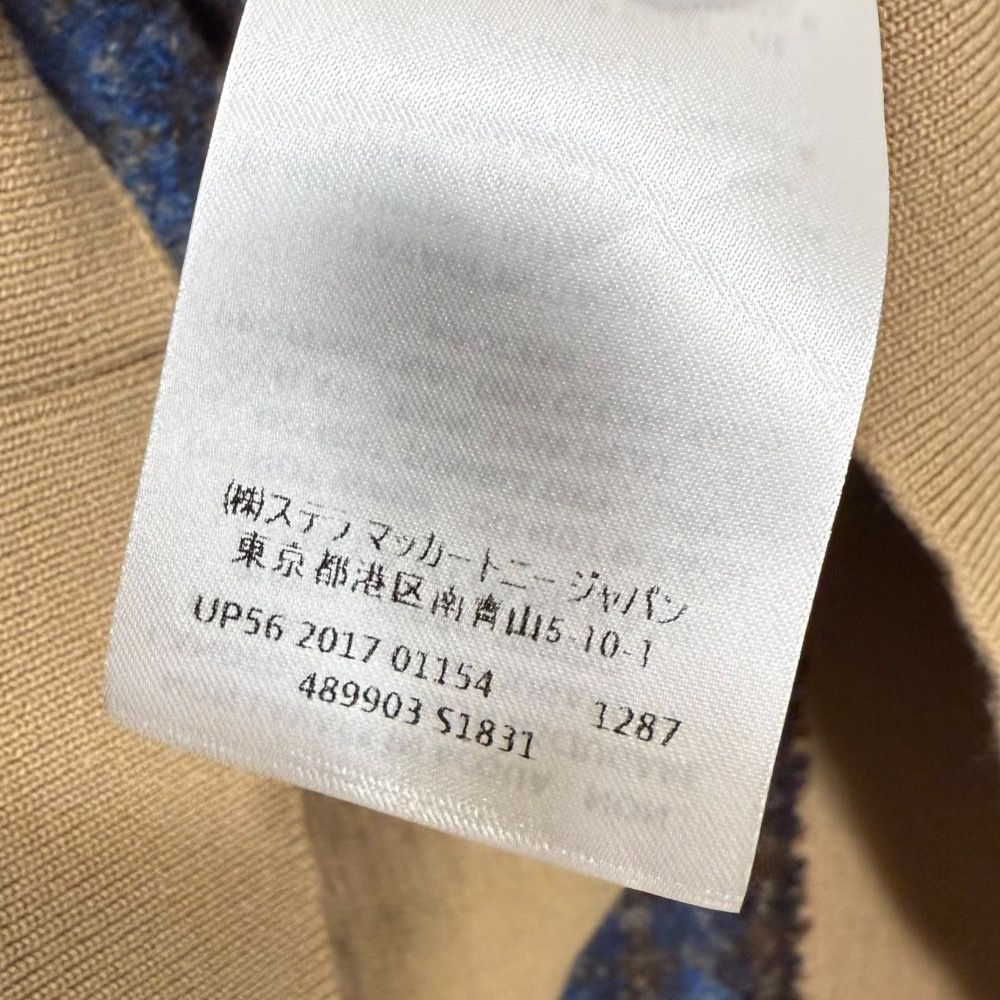 (株)ステラ マッカートニー ジャパン
東京都港区南青山5-10-1
UP56 2017 01154 1287
489903 S1831